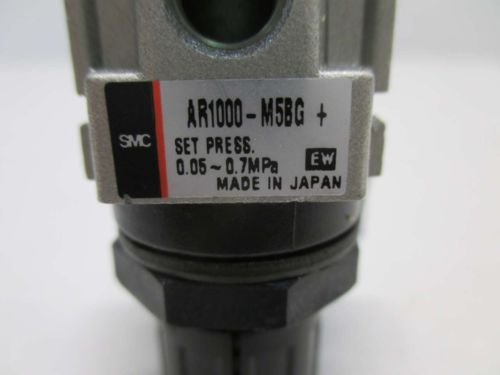 AR1000-M5BG +
SMC
SET PRESS.
0.05~0.7MPa
EW
MADE IN JAPAN